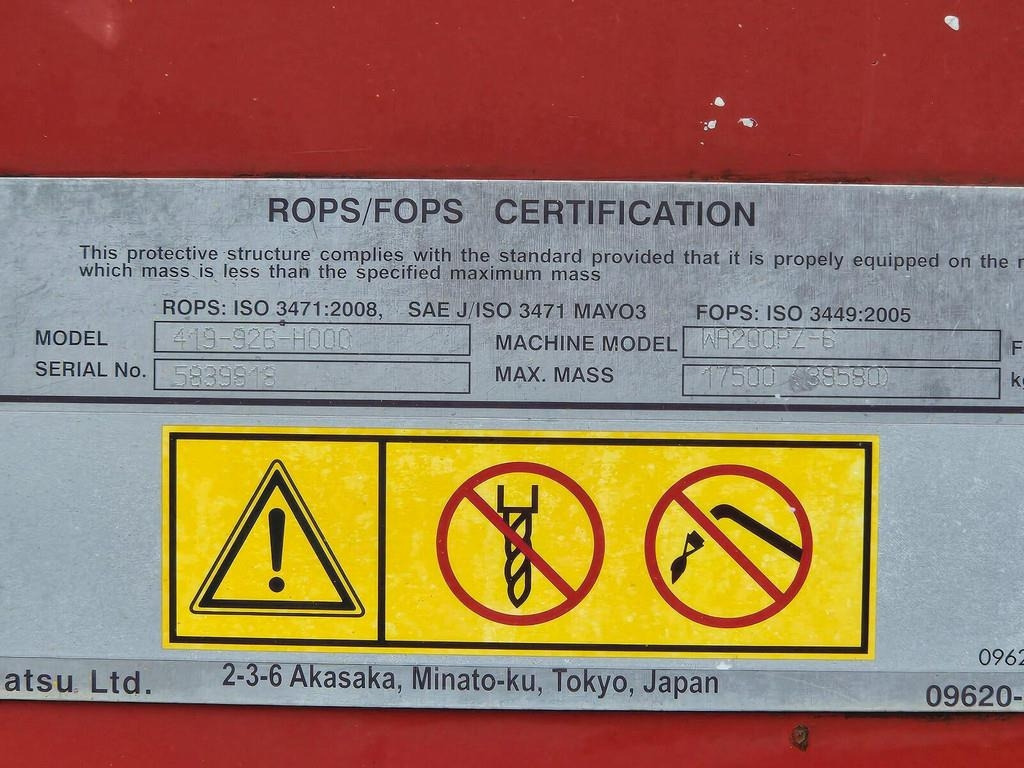 ROPS/FOPS CERTIFICATION
This protective structure complies with the standard provided that it is propely equipped on the
which mass is less than the specified maximum mass
ROPS: ISO 3471:2008, SAE J/ISO 3471 MAYO3 FOPS: ISO 3449:2005
MODEL 419-926-H000 MACHINE MODEL WA200PZ-6
SERIAL No. 5839818 MAX. MASS 17500 (38580)
atsu Ltd. 2-3-6 Akasaka, Minato-ku, Tokyo, Japan
0962
09620-